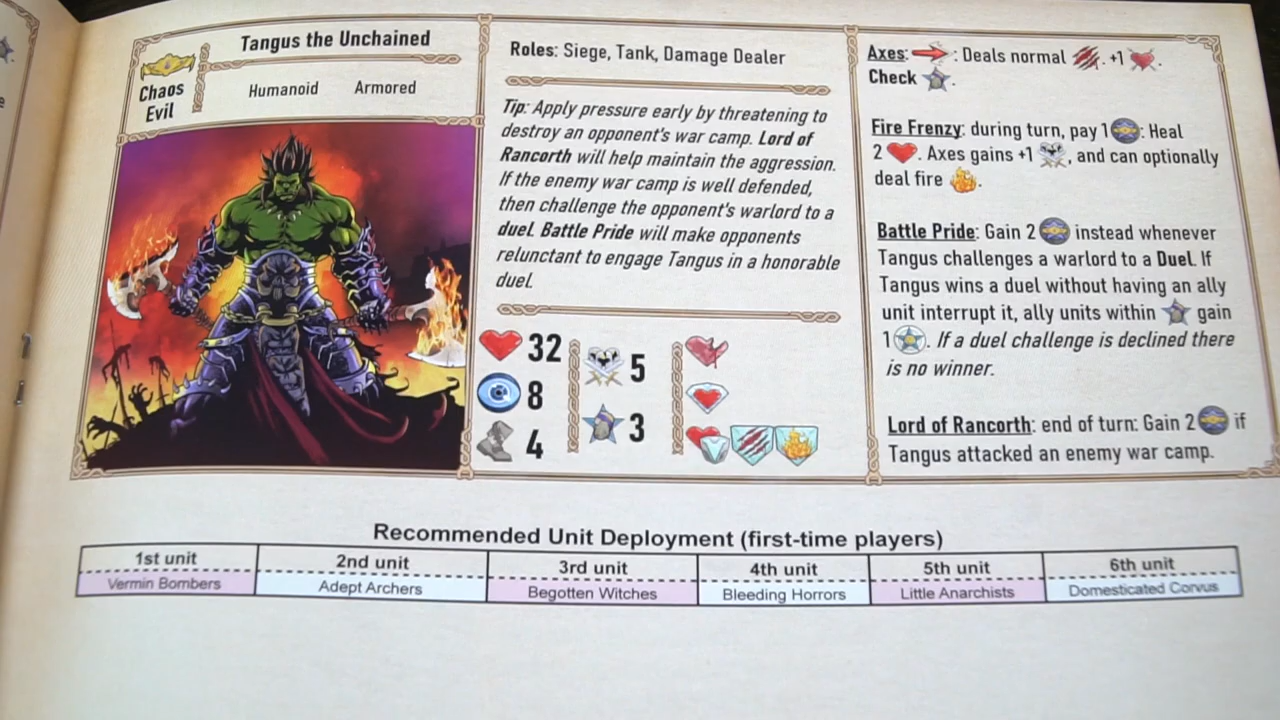 Tangus the Unchained
Chaos
Evil
Humanoid Armored
Roles: Siege, Tank, Damage Dealer
Tip: Apply pressure early by threatening to
destroy an opponent's war camp. Lord of
Rancorth will help maintain the aggression.
If the enemy war camp is well defended,
then challenge the opponent's warlord to a
duel. Battle Pride will make opponents
relunctant to engage Tangus in a honorable
duel.
32
8
4
5
3
Axes: : Deals normal . +1 .
Check .
Fire Frenzy: during turn, pay 1 : Heal
2 . Axes gains +1 , and can optionally
deal fire .
Battle Pride: Gain 2 instead whenever
Tangus challenges a warlord to a Duel. If
Tangus wins a duel without having an ally
unit interrupt it, ally units within gain
1 . If a duel challenge is declined there
is no winner.
Lord of Rancorth: end of turn: Gain 2 if
Tangus attacked an enemy war camp.
Recommended Unit Deployment (first-time players)
1st unit 2nd unit 3rd unit 4th unit 5th unit 6th unit
Vermin Bombers Adept Archers Begotten Witches Bleeding Horrors Little Anarchists Domesticated Corvus